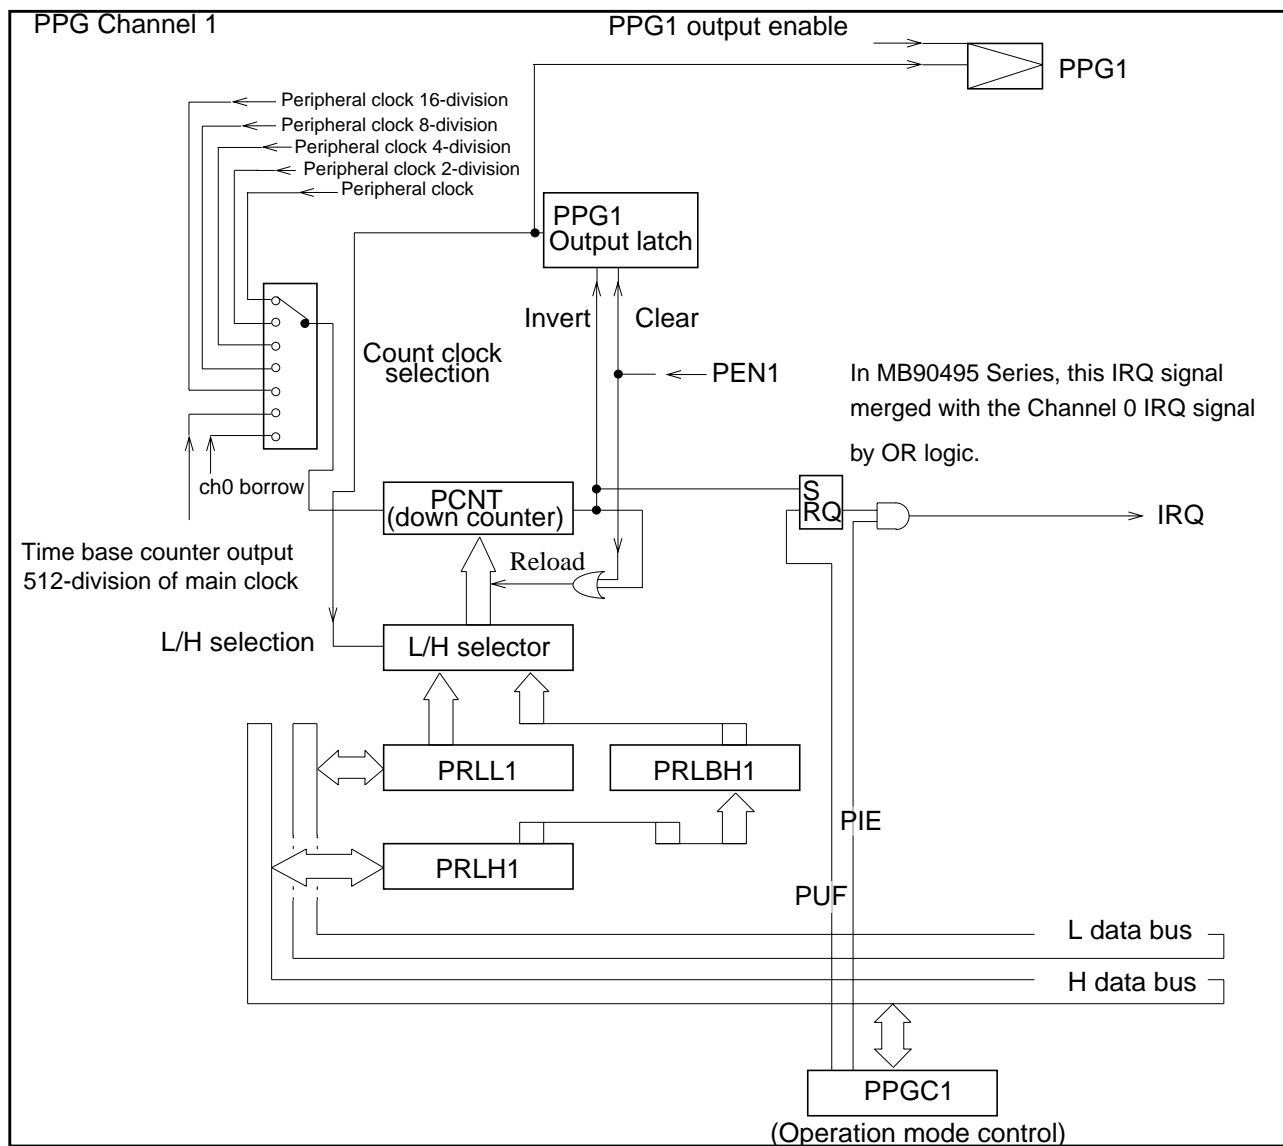 PPG Channel 1
PPG1 output enable
PPG1
Peripheral clock 16-division
Peripheral clock 8-division
Peripheral clock 4-division
Peripheral clock 2-division
Peripheral clock
PPG1
Output latch
Invert
Clear
Count clock
selection
PEN1
In MB90495 Series, this IRQ signal
merged with the Channel 0 IRQ signal
by OR logic.
ch0 borrow
PCNT
(down counter)
S
RQ
IRQ
Time base counter output
512-division of main clock
Reload
L/H selection
L/H selector
PRLL1
PRLBH1
PIE
PRLH1
PUF
L data bus
H data bus
PPGC1
(Operation mode control)